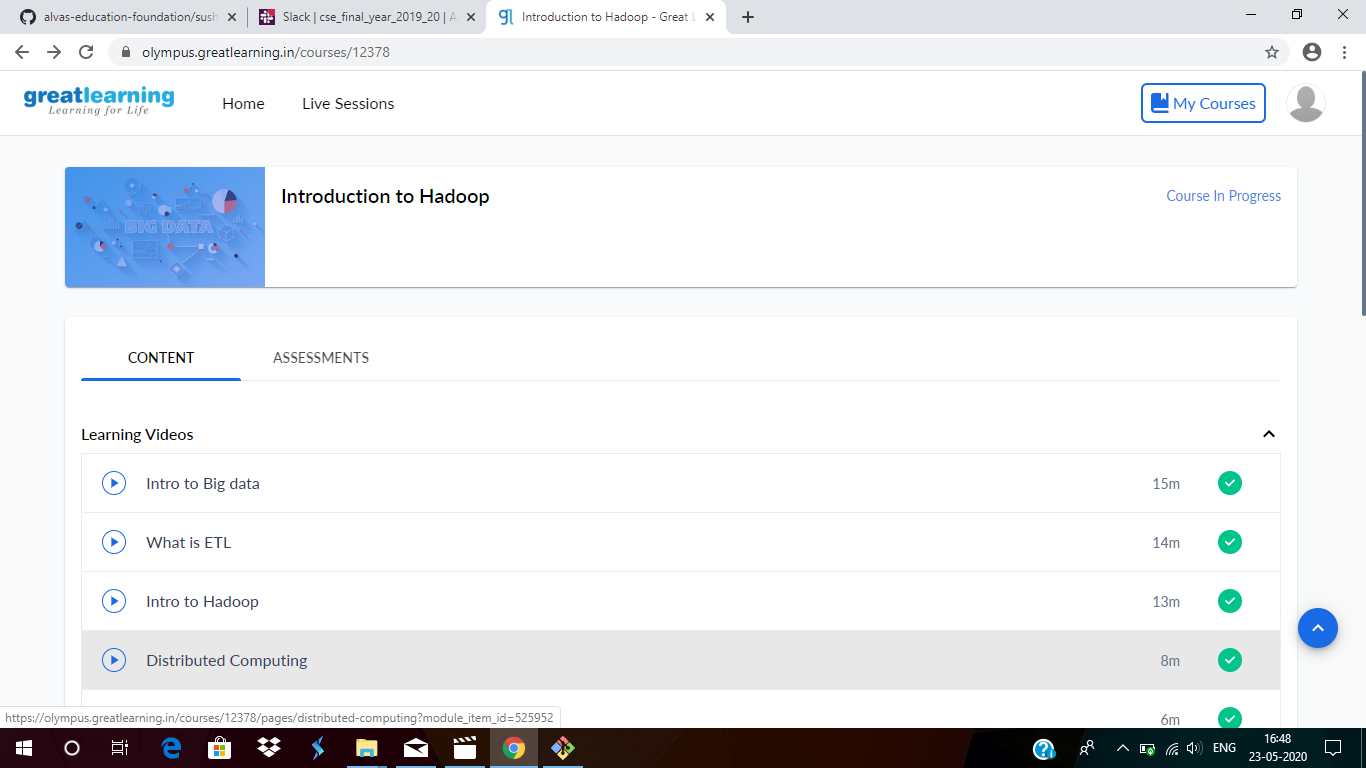 alvas-education-foundation/sush
Slack | cse_final_year_2019_20 | A
Introduction to Hadoop - Great L
olympus.greatlearning.in/courses/12378
greatlearning
Learning for Life
Home
Live Sessions
My Courses
BIG DATA
Introduction to Hadoop
Course In Progress
CONTENT
ASSESSMENTS
Learning Videos
Intro to Big data 15m
What is ETL 14m
Intro to Hadoop 13m
Distributed Computing 8m
6m
https://olympus.greatlearning.in/courses/12378/pages/distributed-computing?module_item_id=525952
ENG
16:48
23-05-2020